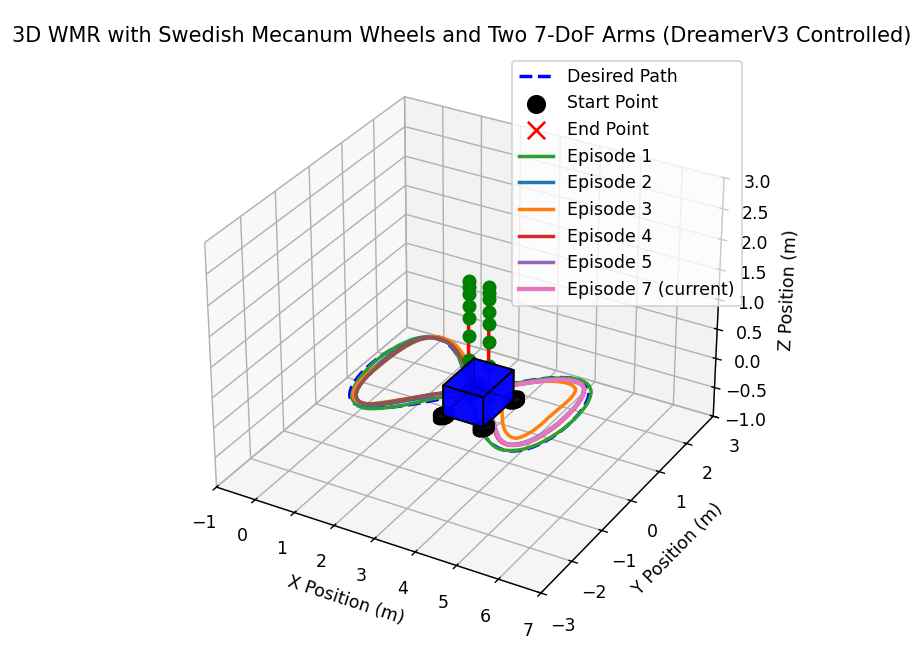 3D WMR with Swedish Mecanum Wheels and Two 7-DoF Arms (DreamerV3 Controlled)
Desired Path
Start Point
End Point
Episode 1
Episode 2
Episode 3
Episode 4
Episode 5
Episode 7 (current)
3.0
2.5
2.0
1.5
1.0
0.5
0.0
−0.5
−1.0
Z Position (m)
3
2
1
0
−1
−2
−3
Y Position (m)
−1
0
1
2
3
4
5
6
7
X Position (m)